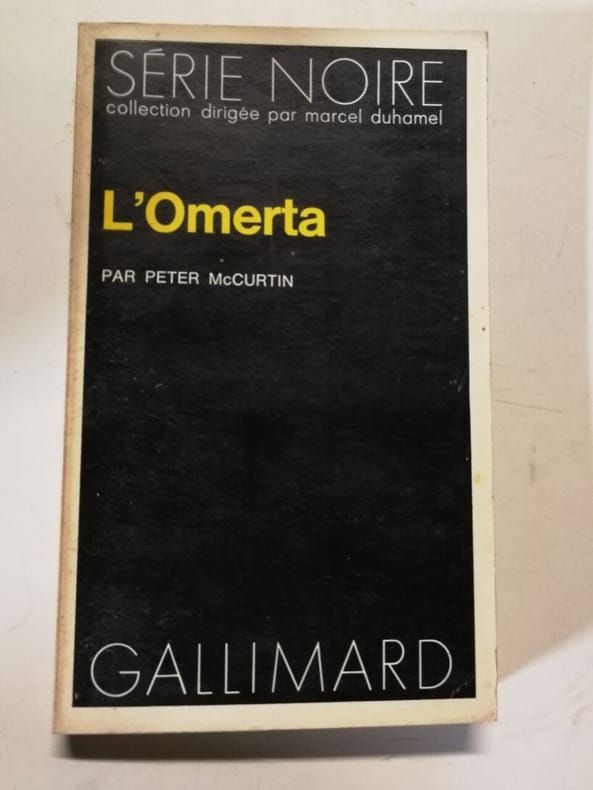 SÉRIE NOIRE
collection dirigée par marcel duhamel
L'Omerta
PAR PETER McCURTIN
GALLIMARD